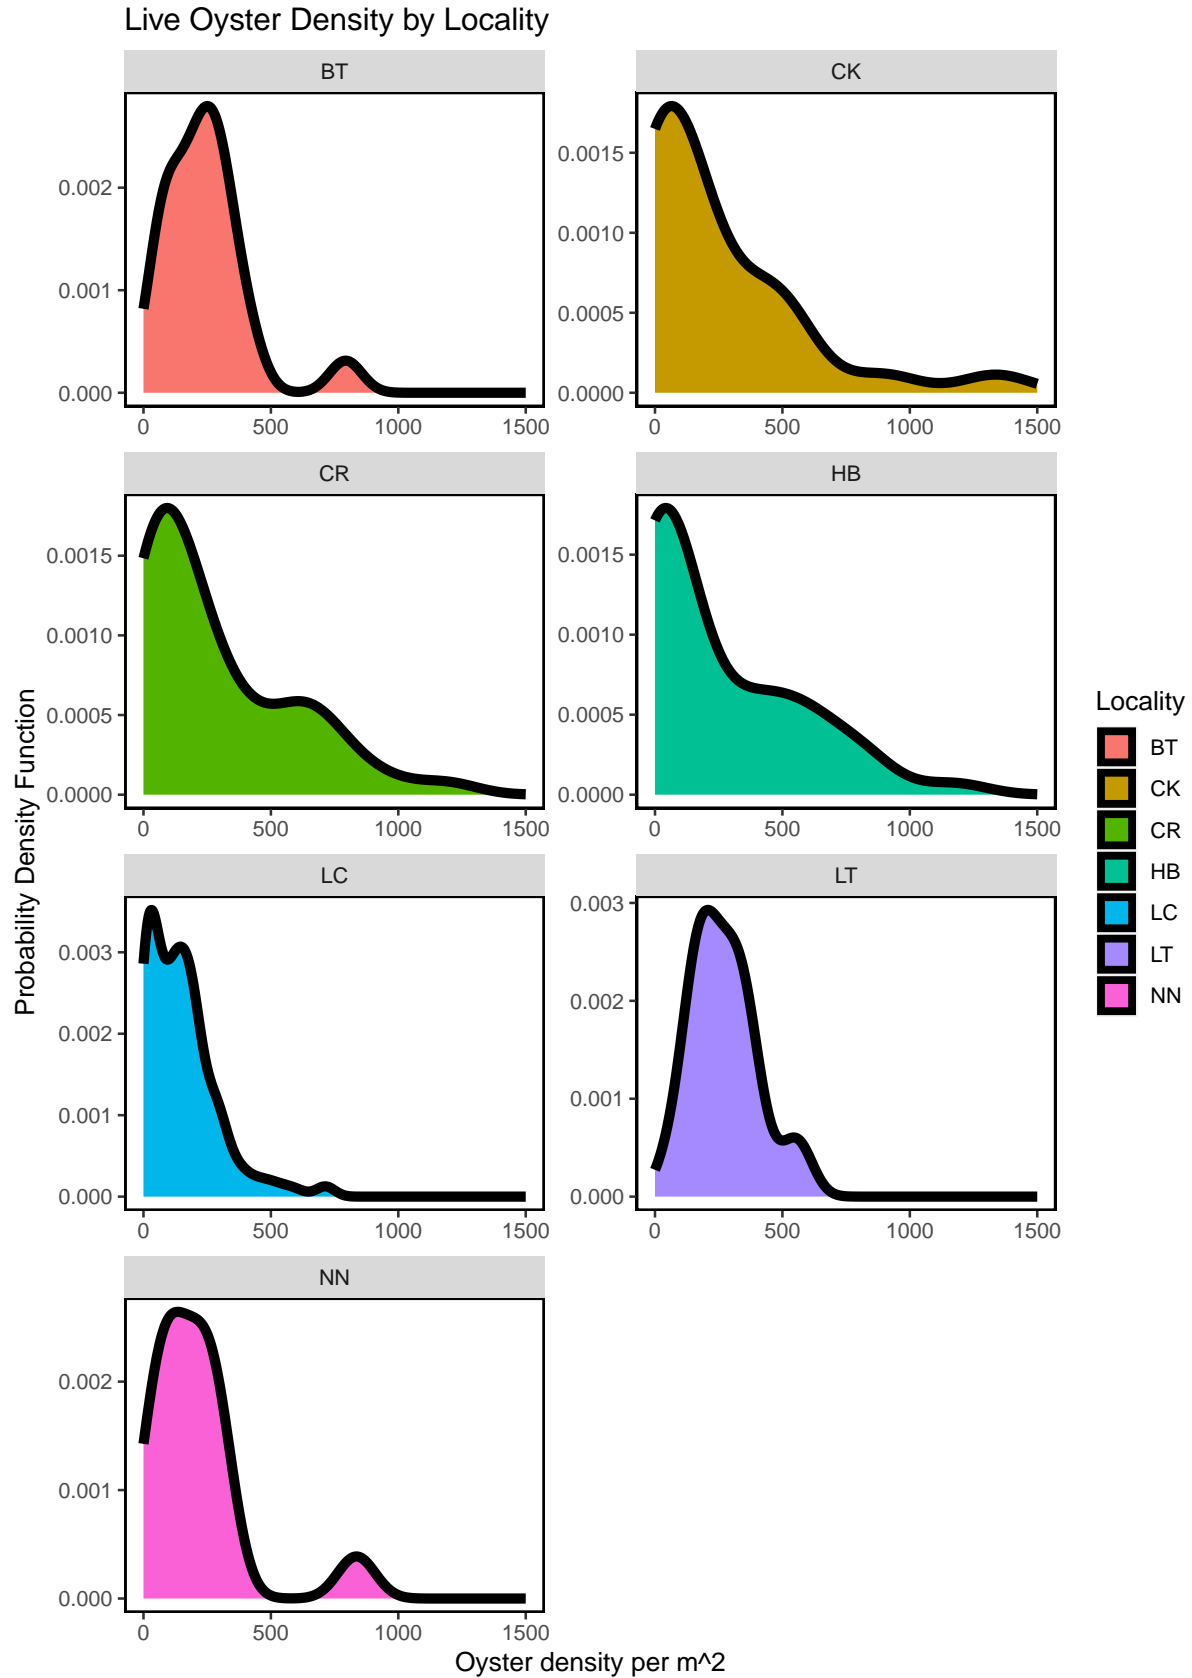 Live Oyster Density by Locality
BT
CK
0.002
0.001
0.000
0 500 1000 1500
0.0015
0.0010
0.0005
0.0000
0 500 1000 1500
CR
HB
0.0015
0.0010
0.0005
0.0000
0 500 1000 1500
0.0015
0.0010
0.0005
0.0000
0 500 1000 1500
LC
LT
0.003
0.002
0.001
0.000
0 500 1000 1500
0.003
0.002
0.001
0.000
0 500 1000 1500
NN
0.002
0.001
0.000
0 500 1000 1500
Probability Density Function
Oyster density per m^2
Locality
BT
CK
CR
HB
LC
LT
NN